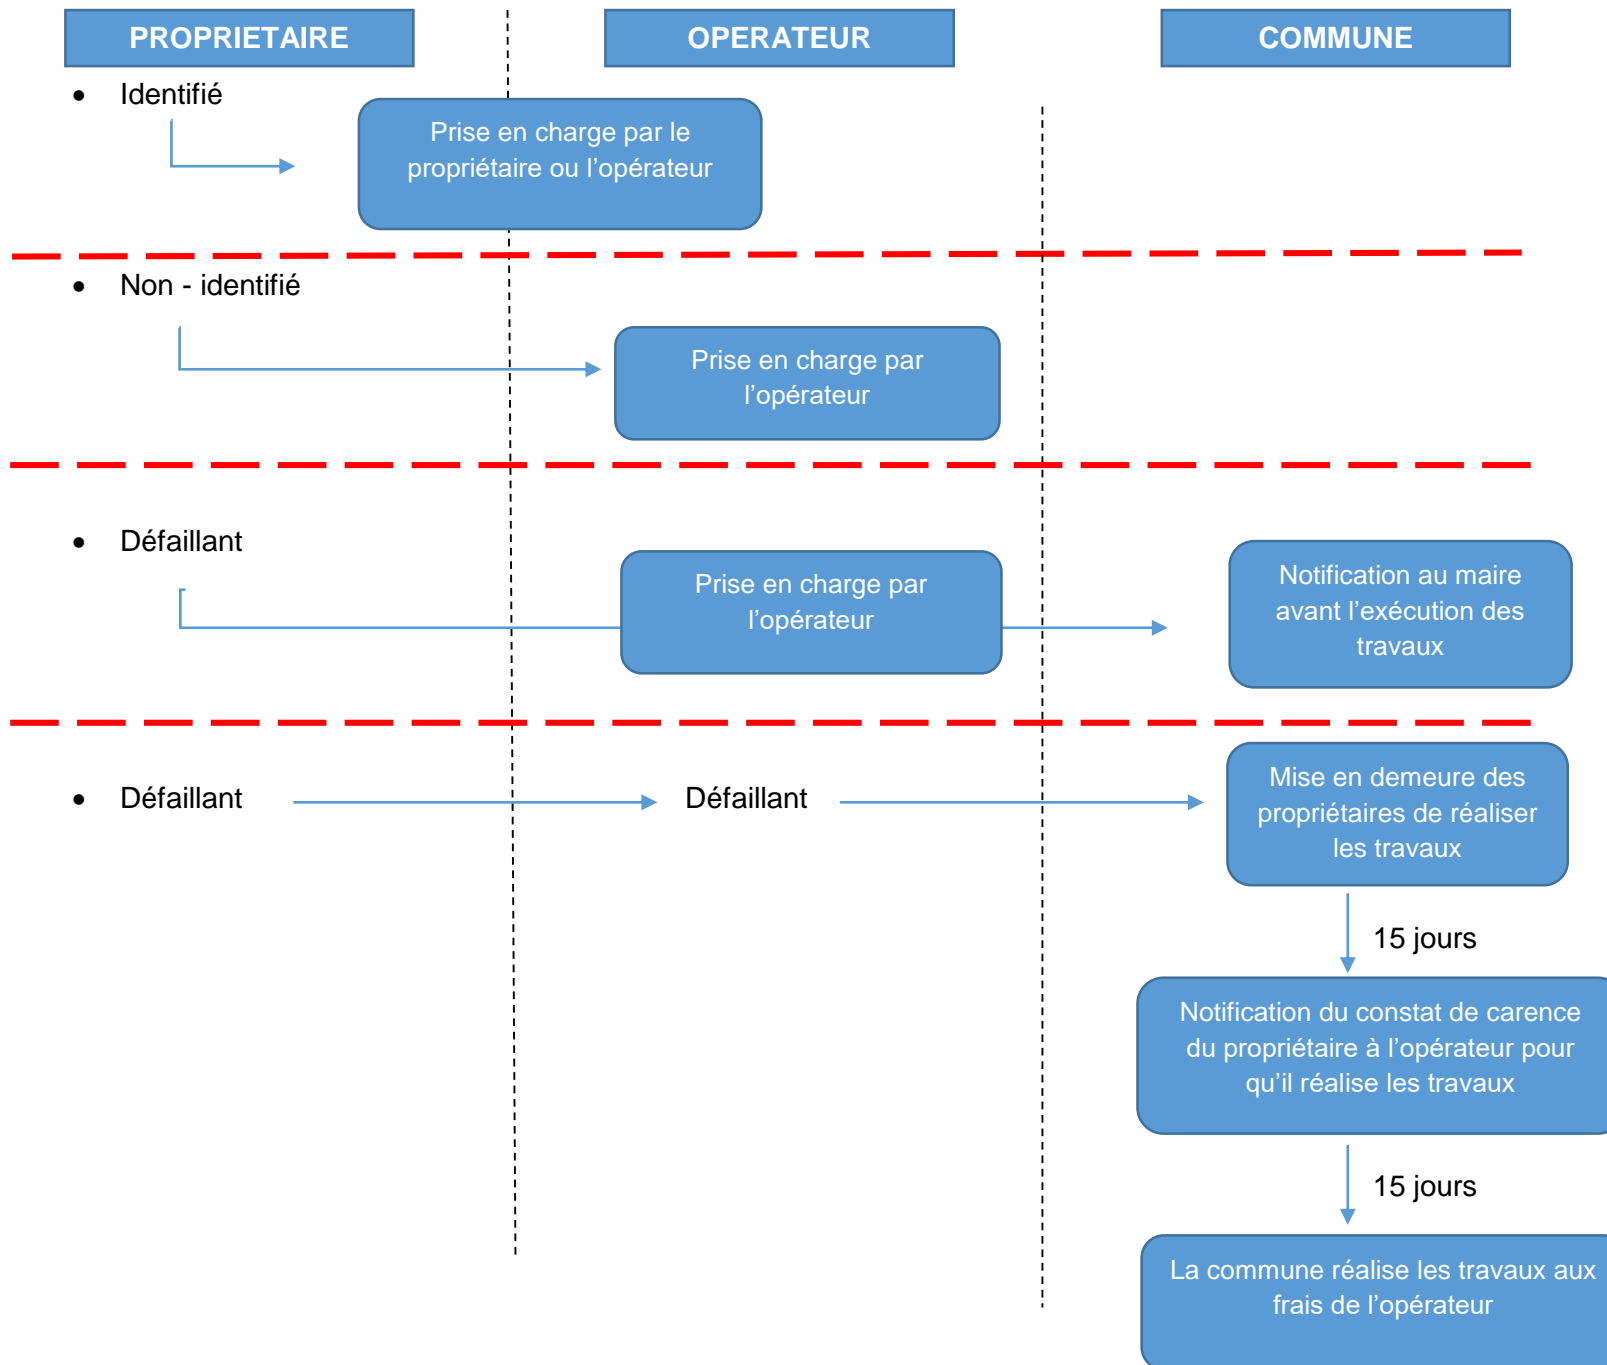 PROPRIETAIRE
OPERATEUR
COMMUNE
• Identifié
Prise en charge par le
propriétaire ou l’opérateur
• Non - identifié
Prise en charge par
l’opérateur
• Défaillant
Prise en charge par
l’opérateur
Notification au maire
avant l’exécution des
travaux
• Défaillant
Défaillant
Mise en demeure des
propriétaires de réaliser
les travaux
15 jours
Notification du constat de carence
du propriétaire à l’opérateur pour
qu’il réalise les travaux
15 jours
La commune réalise les travaux aux
frais de l’opérateur